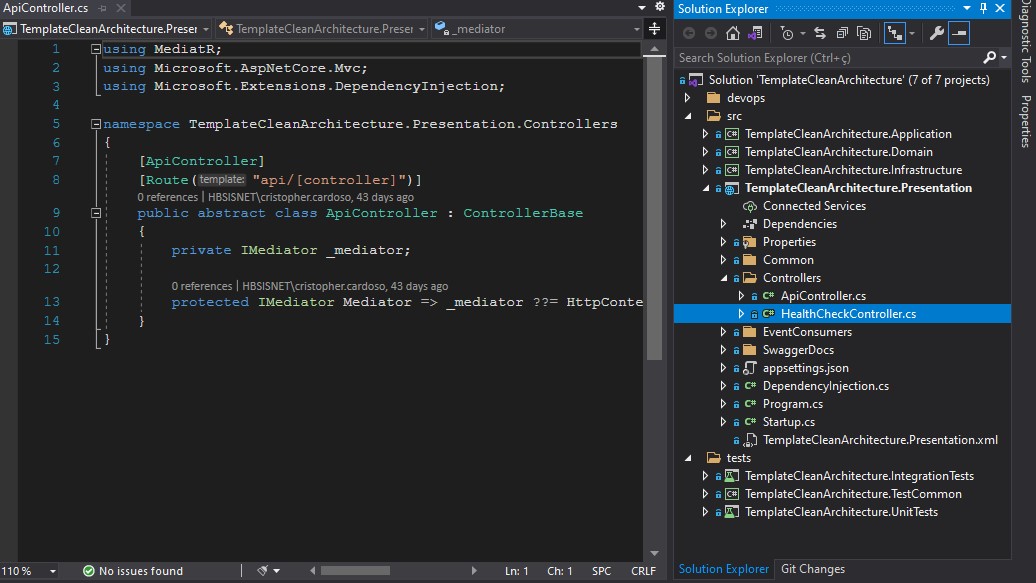 ApiController.cs
TemplateCleanArchitecture.Preser
TemplateCleanArchitecture.Preser
_mediator
1 using MediatR;
2 using Microsoft.AspNetCore.Mvc;
3 using Microsoft.Extensions.DependencyInjection;
4
5 namespace TemplateCleanArchitecture.Presentation.Controllers
6 {
7 [ApiController]
8 [Route(template: "api/[controller]")]
0 references | HBSISNET\cristopher.cardoso, 43 days ago
9 public abstract class ApiController : ControllerBase
10 {
11 private IMediator _mediator;
12
0 references | HBSISNET\cristopher.cardoso, 43 days ago
13 protected IMediator Mediator => _mediator ??= HttpConte
14 }
15 }
110 %
No issues found
Ln: 1
Ch: 1
SPC
CRLF
Solution Explorer
Search Solution Explorer (Ctrl+ç)
Solution 'TemplateCleanArchitecture' (7 of 7 projects)
devops
src
C# TemplateCleanArchitecture.Application
C# TemplateCleanArchitecture.Domain
C# TemplateCleanArchitecture.Infrastructure
TemplateCleanArchitecture.Presentation
Connected Services
Dependencies
Properties
Common
Controllers
C# ApiController.cs
C# HealthCheckController.cs
EventConsumers
SwaggerDocs
appsettings.json
C# DependencyInjection.cs
C# Program.cs
C# Startup.cs
TemplateCleanArchitecture.Presentation.xml
tests
TemplateCleanArchitecture.IntegrationTests
C# TemplateCleanArchitecture.TestCommon
TemplateCleanArchitecture.UnitTests
Solution Explorer
Git Changes
Diagnostic Tools
Properties